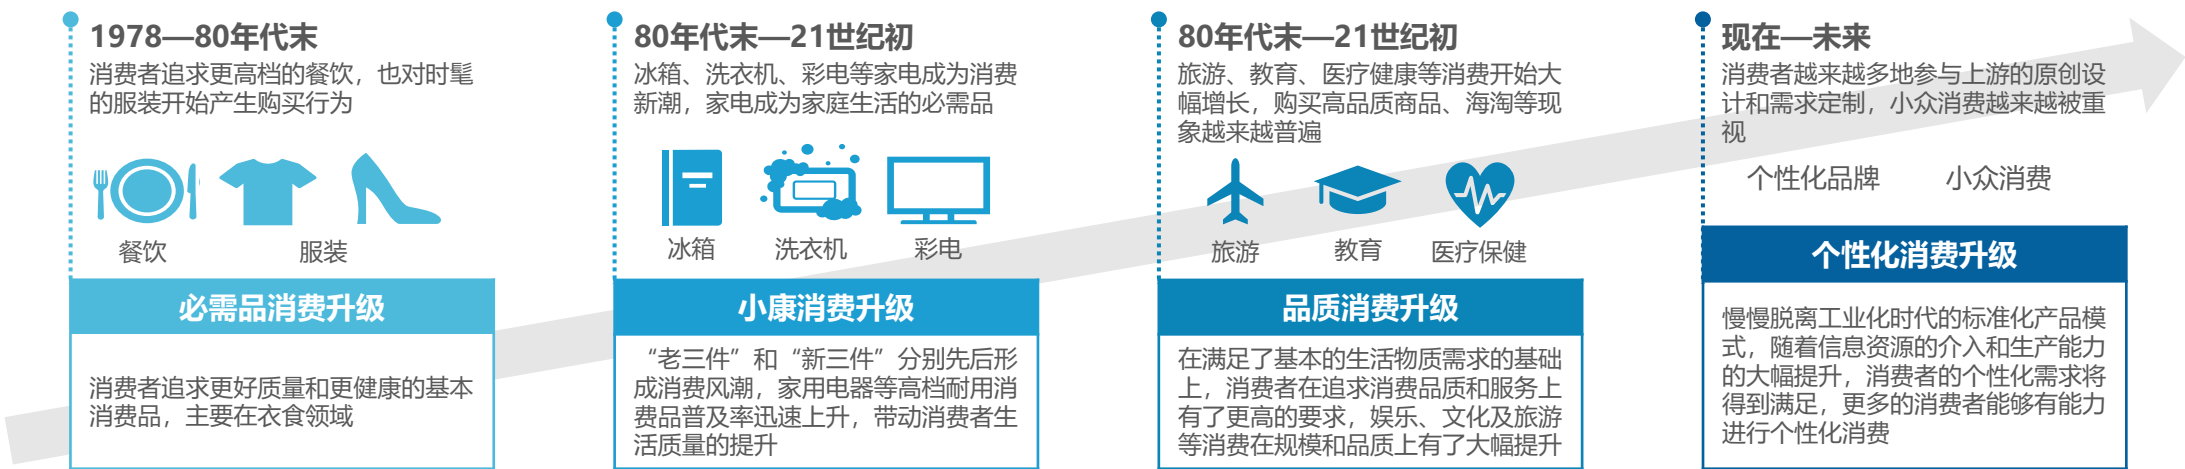 1978—80年代末
消费者追求更高档的餐饮，也对时髦
的服装开始产生购买行为
餐饮
服装
必需品消费升级
消费者追求更好质量和更健康的基本
消费品，主要在衣食领域
80年代末—21世纪初
冰箱、洗衣机、彩电等家电成为消费
新潮，家电成为家庭生活的必需品
冰箱
洗衣机
彩电
小康消费升级
“老三件”和“新三件”分别先后形
成消费风潮，家用电器等高档耐用消
费品普及率迅速上升，带动消费者生
活质量的提升
80年代末—21世纪初
旅游、教育、医疗健康等消费开始大
幅增长，购买高品质商品、海淘等现
象越来越普遍
旅游
教育
医疗保健
品质消费升级
在满足了基本的生活物质需求的基础
上，消费者在追求消费品质和服务上
有了更高的要求，娱乐、文化及旅游
等消费在规模和品质上有了大幅提升
现在—未来
消费者越来越多地参与上游的原创设
计和需求定制，小众消费越来越被重
视
个性化品牌
小众消费
个性化消费升级
慢慢脱离工业化时代的标准化产品模
式，随着信息资源的介入和生产能力
的大幅提升，消费者的个性化需求将
得到满足，更多的消费者能够有能力
进行个性化消费